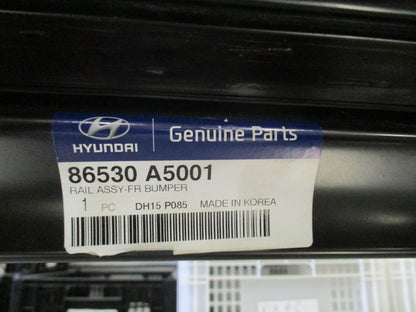 HYUNDAI
Genuine Parts
86530 A5001
RAIL ASSY-FR BUMPER
1 PC DH15 P085 MADE IN KOREA